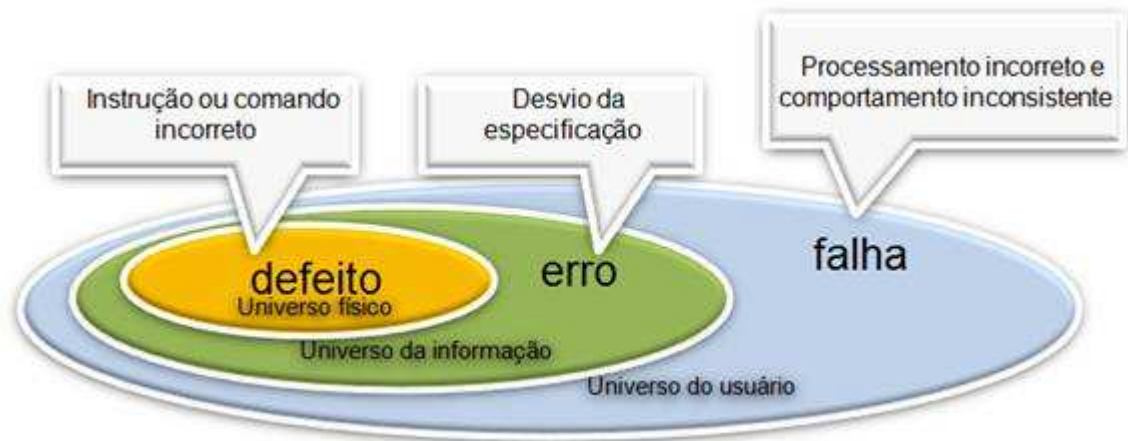 Instrução ou comando
incorreto
Desvio da
especificação
Processamento incorreto e
comportamento inconsistente
defeito
Universo físico
erro
Universo da informação
falha
Universo do usuário